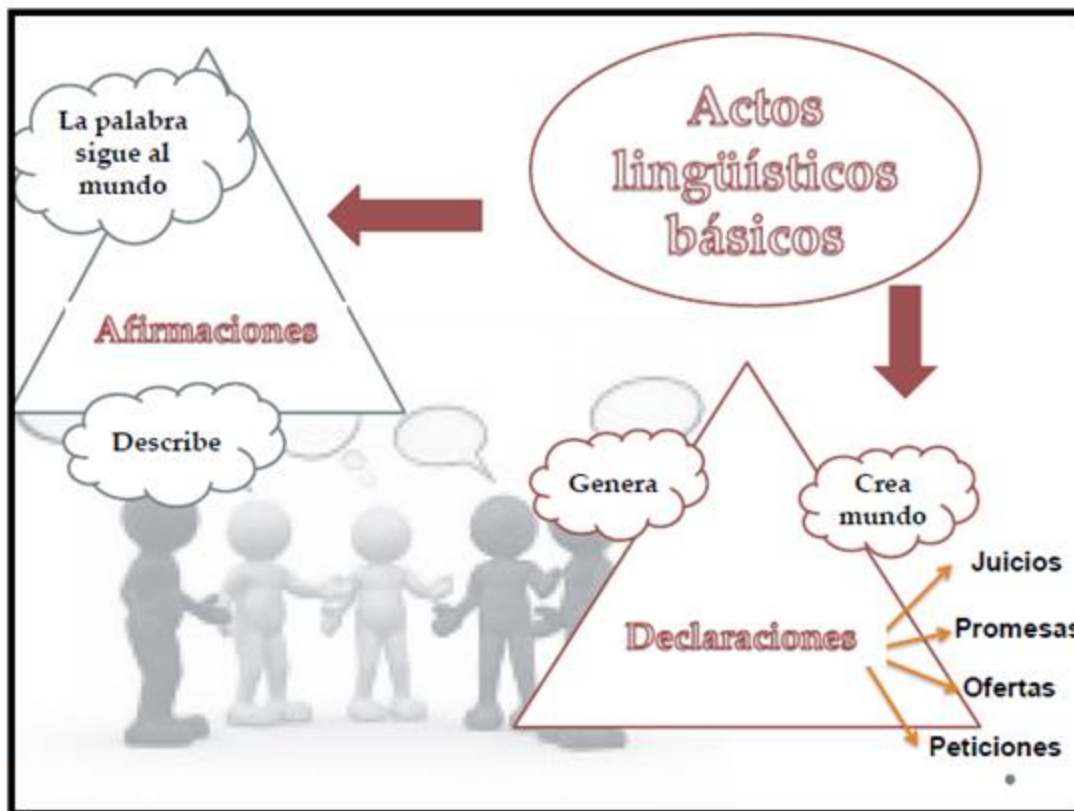 La palabra
sigue al
mundo
Actos
lingüísticos
básicos
Afirmaciones
Describe
Genera
Crea
mundo
Juicios
Declaraciones
Promesas
Ofertas
Peticiones